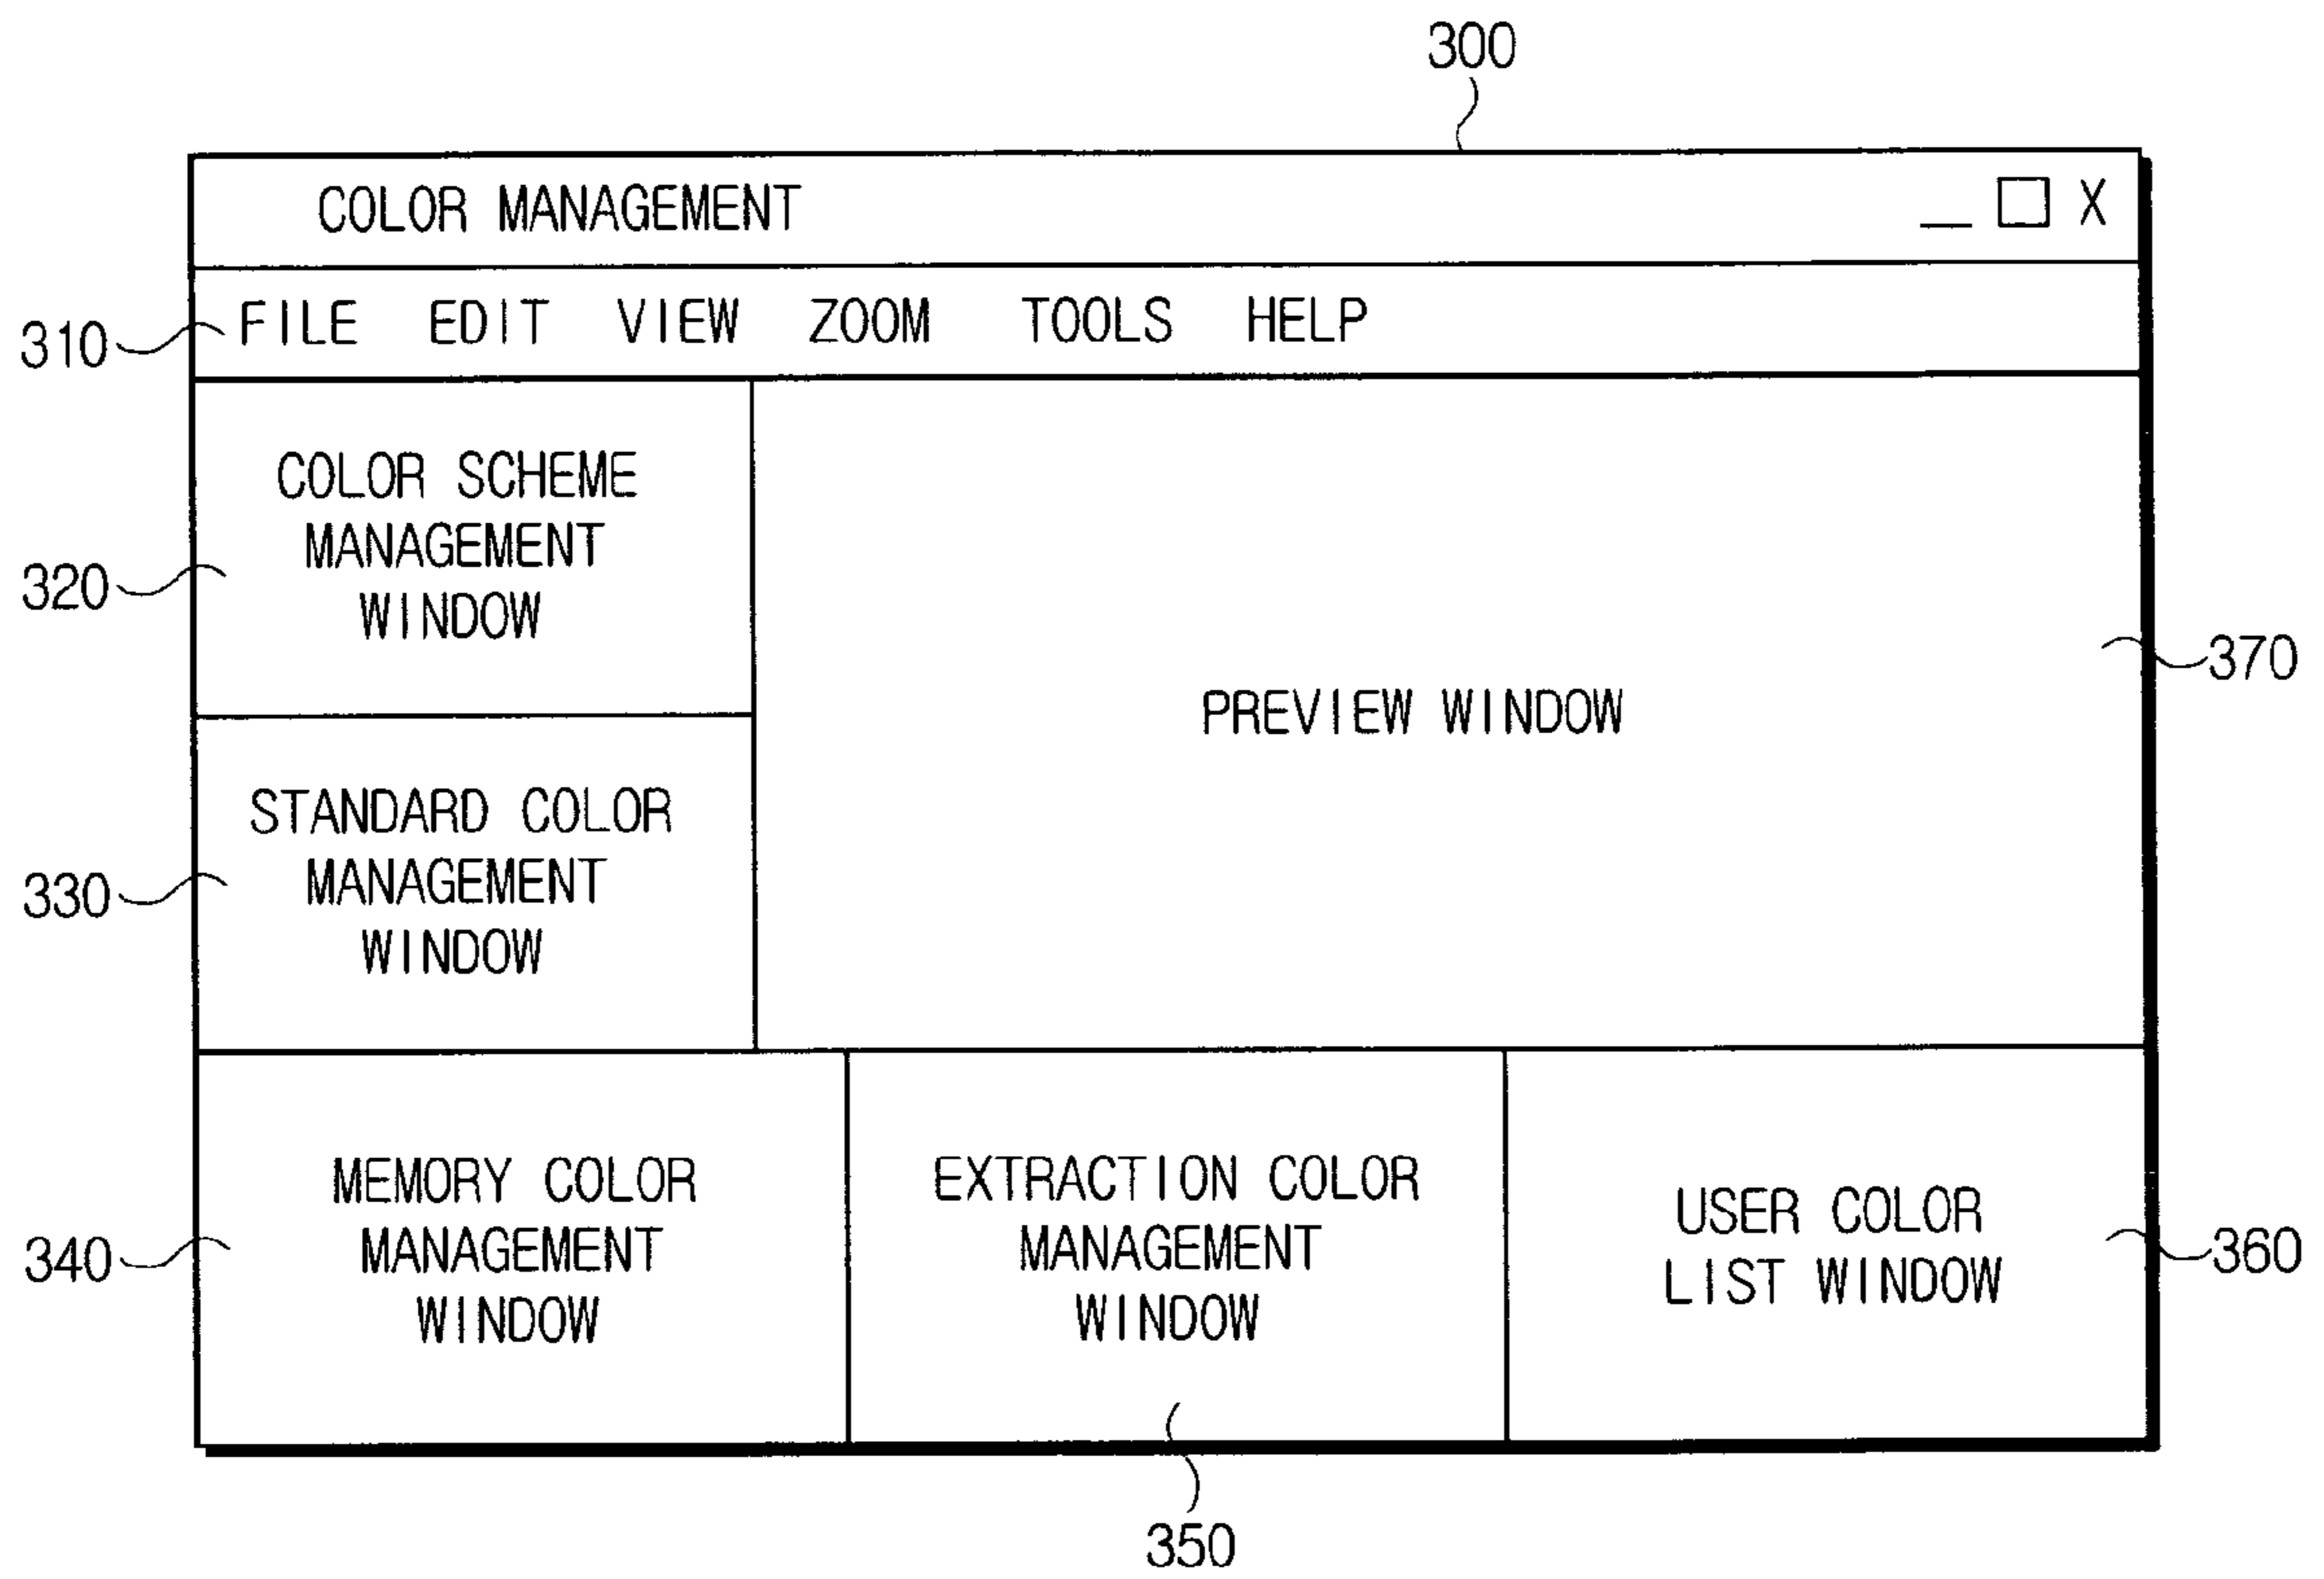 300
COLOR MANAGEMENT X
310 FILE EDIT VIEW ZOOM TOOLS HELP
COLOR SCHEME
MANAGEMENT
WINDOW
320
STANDARD COLOR
MANAGEMENT
WINDOW
330
PREVIEW WINDOW
370
MEMORY COLOR
MANAGEMENT
WINDOW
340
EXTRACTION COLOR
MANAGEMENT
WINDOW
350
USER COLOR
LIST WINDOW
360